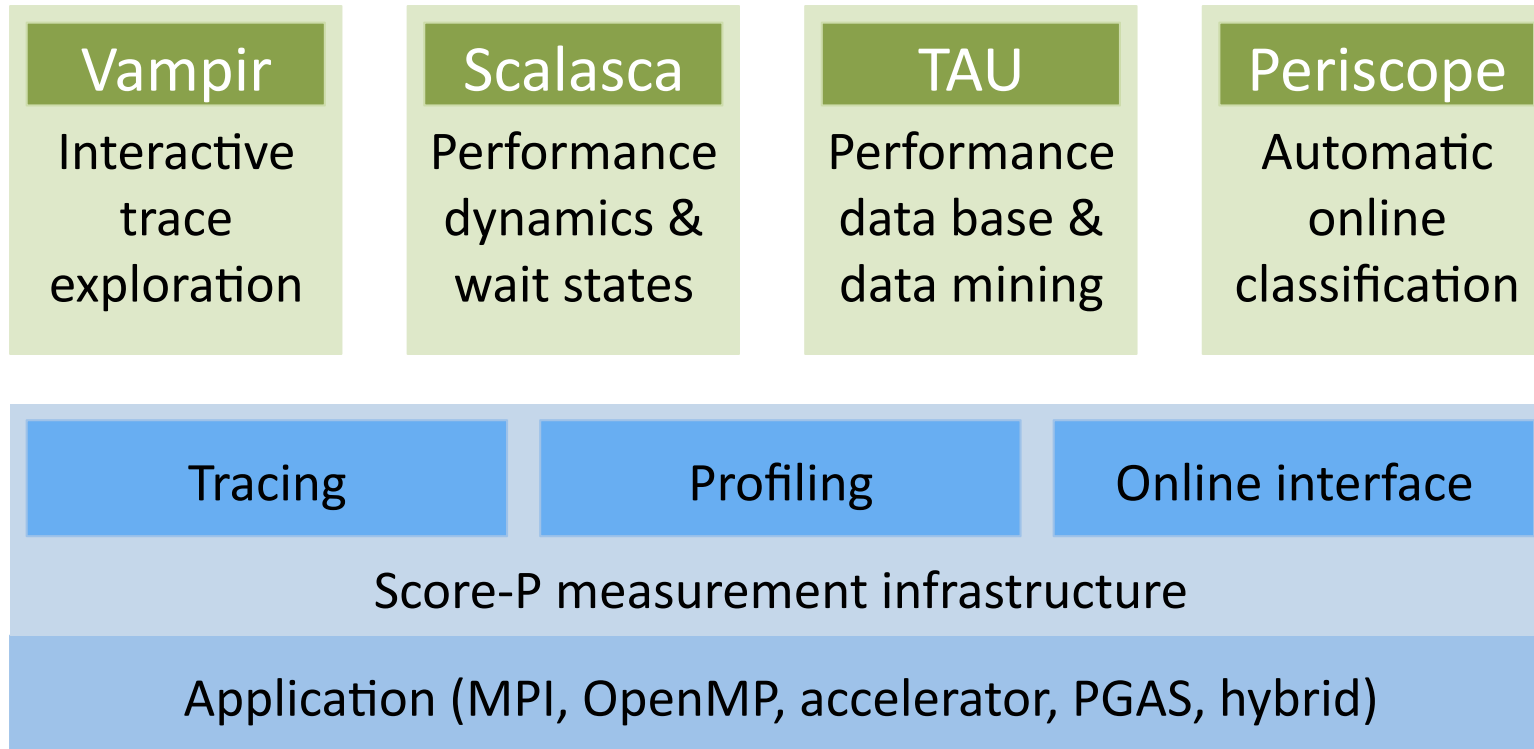 Vampir
Interactive
trace
exploration
Scalasca
Performance
dynamics &
wait states
TAU
Performance
data base &
data mining
Periscope
Automatic
online
classification
Tracing
Profiling
Online interface
Score-P measurement infrastructure
Application (MPI, OpenMP, accelerator, PGAS, hybrid)